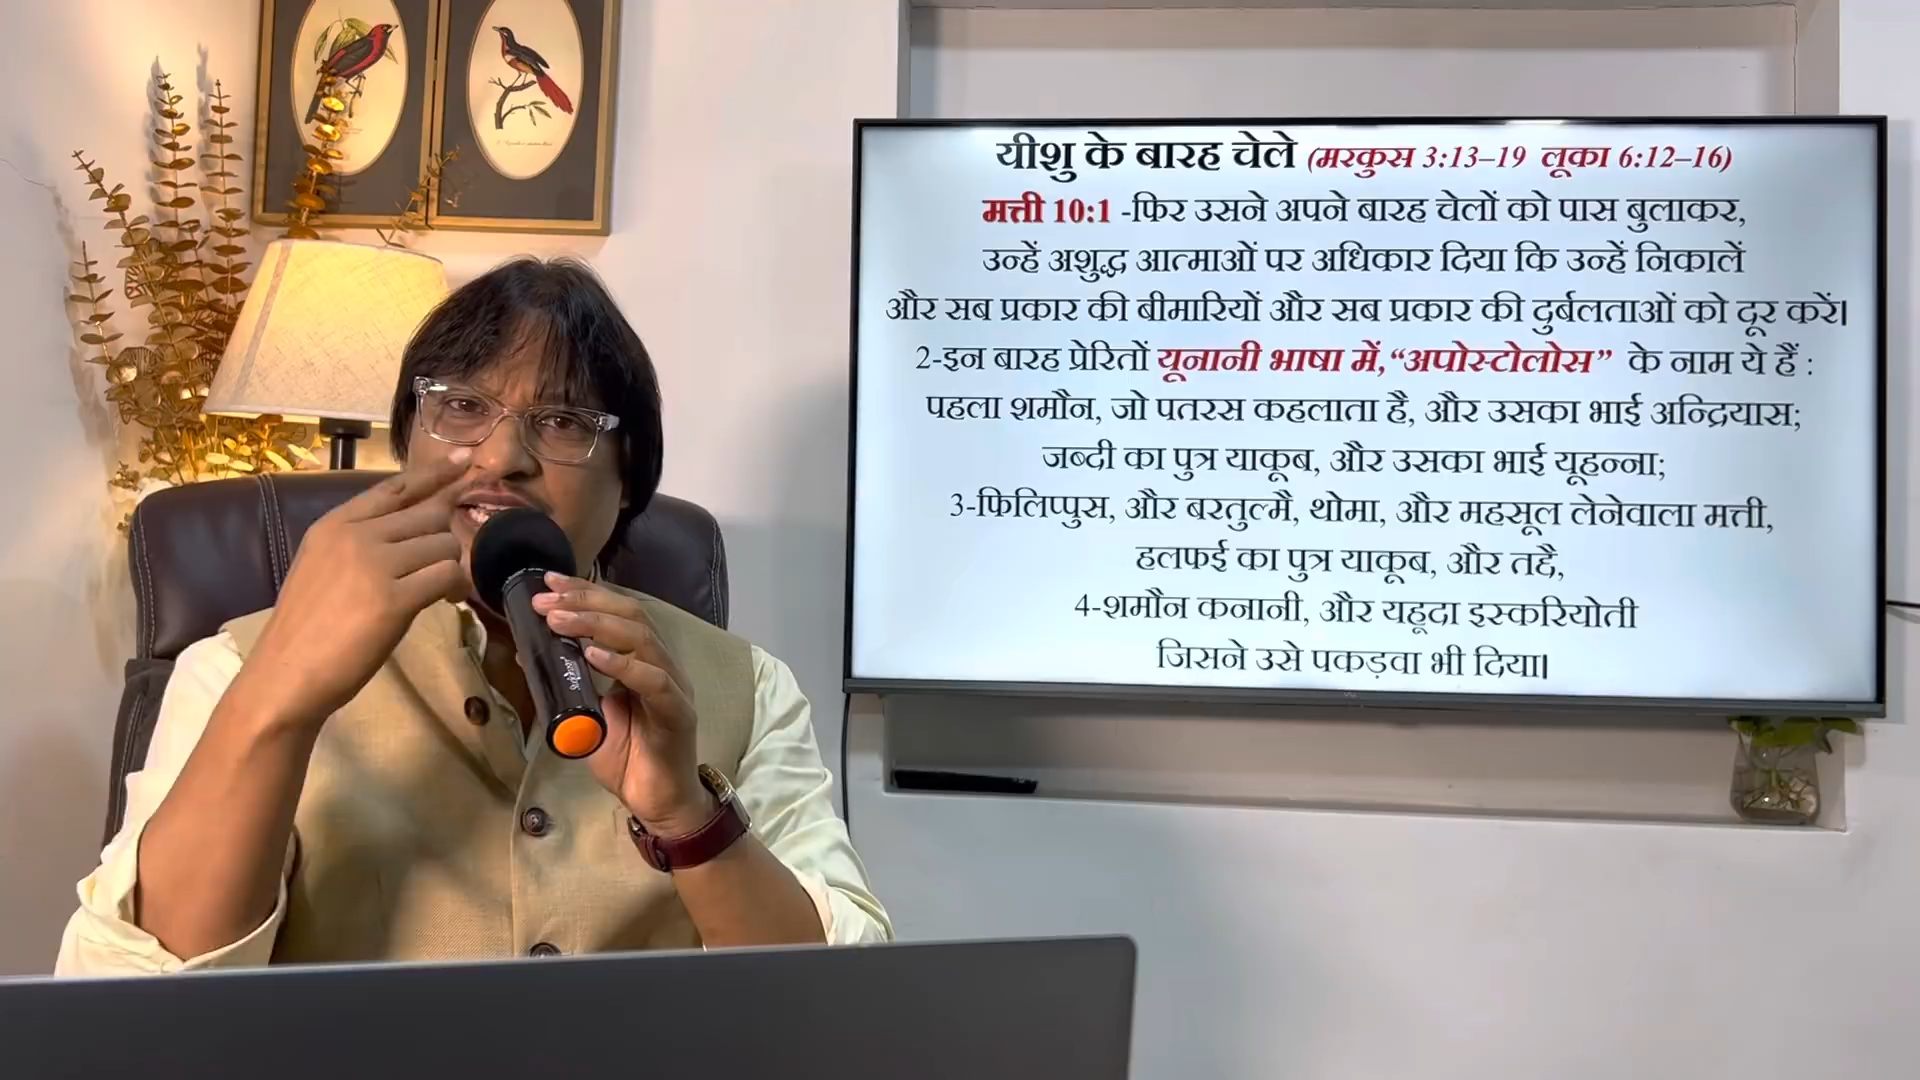 यीशु के बारह चेले (मरकुस 3:13–19 लूका 6:12–16)
मत्ती 10:1 -फिर उसने अपने बारह चेलों को पास बुलाकर,
उन्हें अशुद्ध आत्माओं पर अधिकार दिया कि उन्हें निकालें
और सब प्रकार की बीमारियों और सब प्रकार की दुर्बलताओं को दूर करें।
2-इन बारह प्रेरितों यूनानी भाषा में,“अपोस्टोलोस” के नाम ये हैं :
पहला शमौन, जो पतरस कहलाता है, और उसका भाई अन्द्रियास;
जब्दी का पुत्र याकूब, और उसका भाई यूहन्ना;
3-फिलिप्पुस, और बरतुल्मै, थोमा, और महसूल लेनेवाला मत्ती,
हलफई का पुत्र याकूब, और तद्दै,
4-शमौन कनानी, और यहूदा इस्करियोती
जिसने उसे पकड़वा भी दिया।